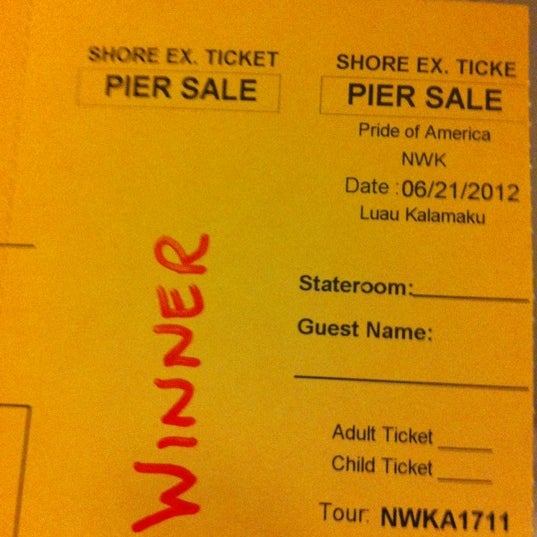 SHORE EX. TICKET
PIER SALE
WINNER
SHORE EX. TICKE
PIER SALE
Pride of America
NWK
Date : 06/21/2012
Luau Kalamaku
Stateroom:
Guest Name:
Adult Ticket
Child Ticket
Tour: NWKA1711